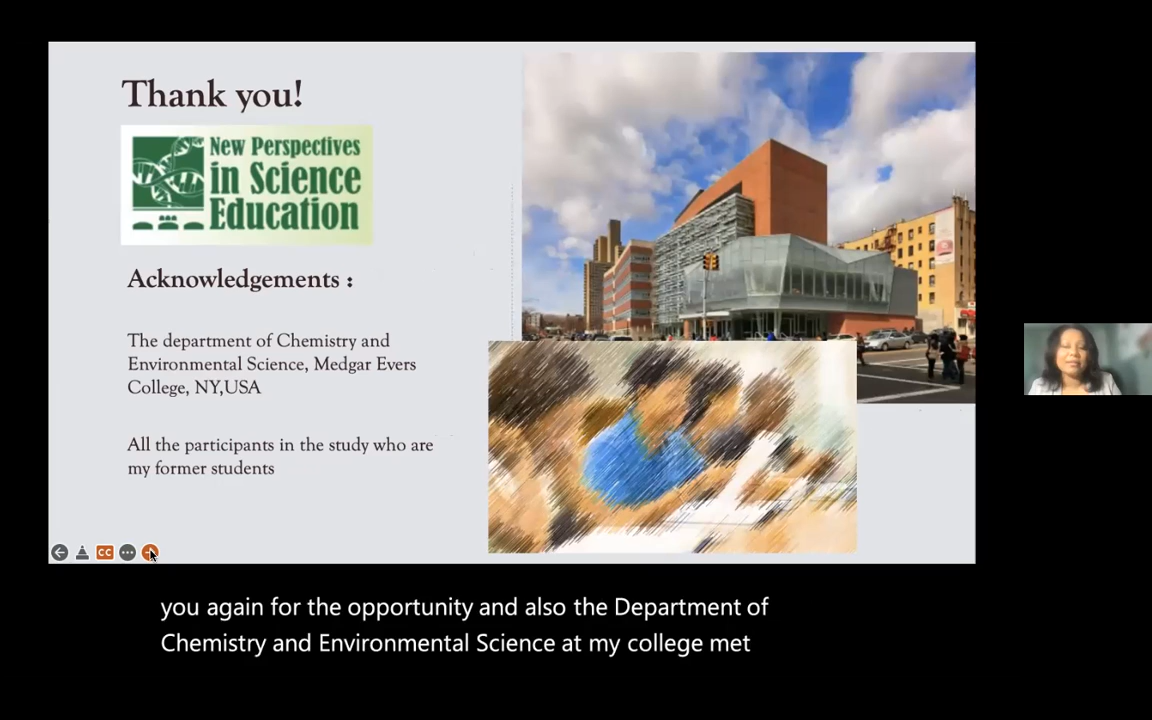 Thank you!
New Perspectives
in Science
Education
Acknowledgements :
The department of Chemistry and
Environmental Science, Medgar Evers
College, NY,USA
All the participants in the study who are
my former students
CC
you again for the opportunity and also the Department of
Chemistry and Environmental Science at my college met